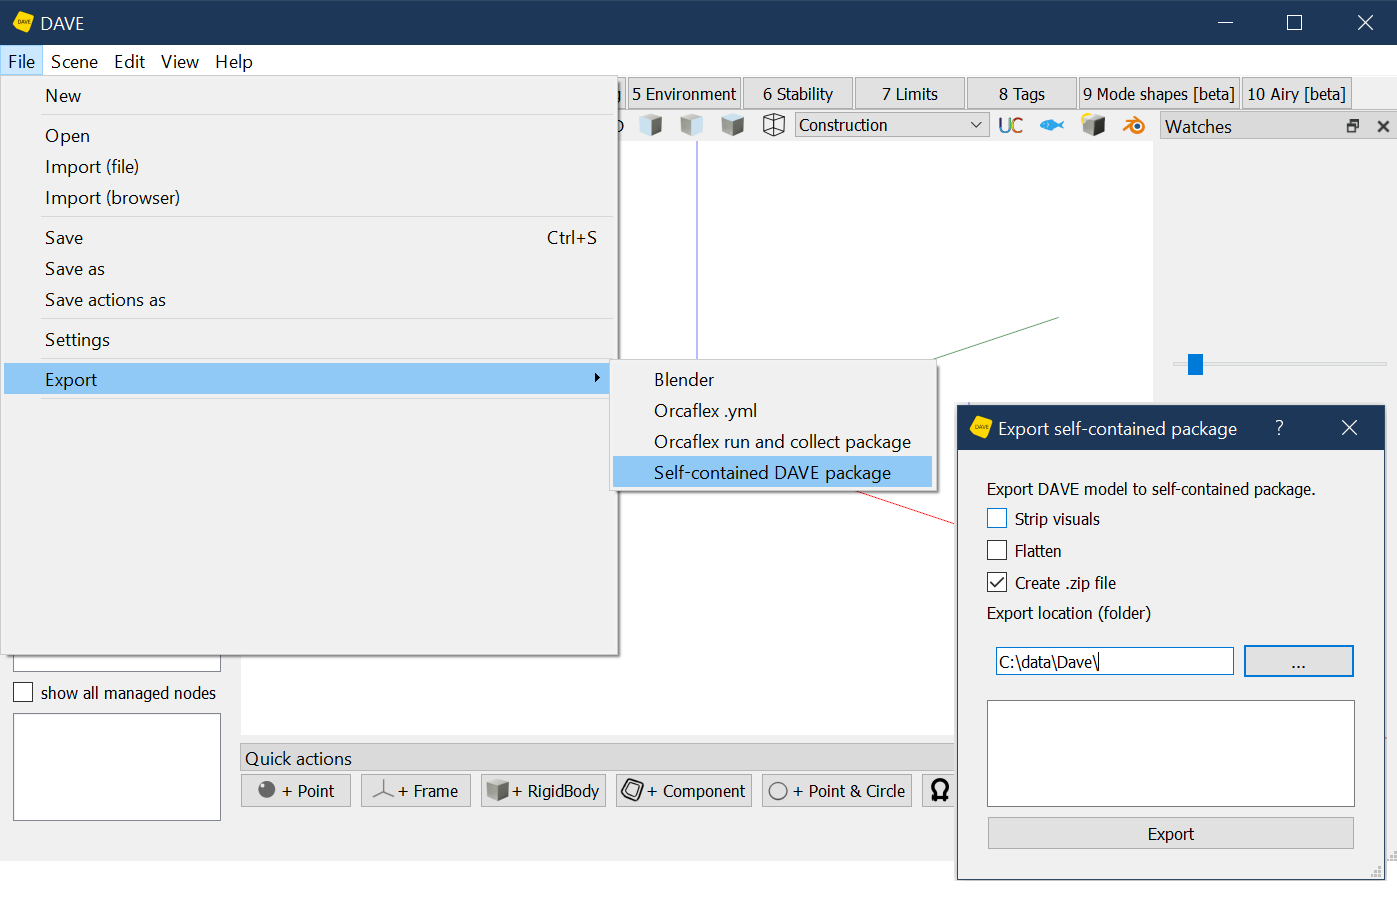 DAVE
File Scene Edit View Help
New
Open
Import (file)
Import (browser)
Save Ctrl+S
Save as
Save actions as
Settings
Export
Blender
Orcaflex .yml
Orcaflex run and collect package
Self-contained DAVE package
5 Environment 6 Stability 7 Limits 8 Tags 9 Mode shapes [beta] 10 Airy [beta]
Construction UC
Watches
DAVE Export self-contained package ?
Export DAVE model to self-contained package.
Strip visuals
Flatten
Create .zip file
Export location (folder)
C:\data\Dave\ ...
Export
show all managed nodes
Quick actions
+ Point + Frame + RigidBody + Component + Point & Circle